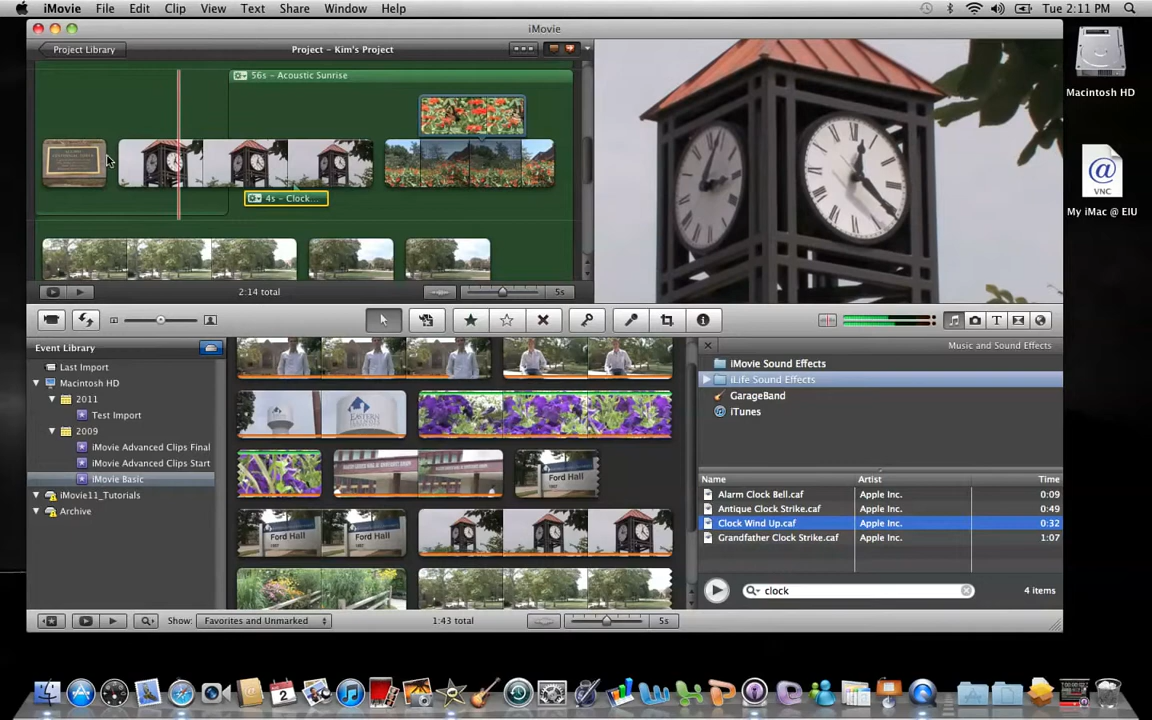 iMovie File Edit Clip View Text Share Window Help
Tue 2:11 PM
iMovie
Project Library
Project - Kim's Project
56s - Acoustic Sunrise
4s - Clock...
2:14 total
5s
Macintosh HD
My iMac @ EIU
Event Library
Last Import
Macintosh HD
2011
Test Import
2009
iMovie Advanced Clips Final
iMovie Advanced Clips Start
iMovie Basic
iMovie11_Tutorials
Archive
EASTERN
Ford Hall
Ford Hall
Ford Hall
Music and Sound Effects
iMovie Sound Effects
iLife Sound Effects
GarageBand
iTunes
Name Artist Time
Alarm Clock Bell.caf Apple Inc. 0:09
Antique Clock Strike.caf Apple Inc. 0:49
Clock Wind Up.caf Apple Inc. 0:32
Grandfather Clock Strike.caf Apple Inc. 1:07
clock
4 items
Show: Favorites and Unmarked
1:43 total
5s